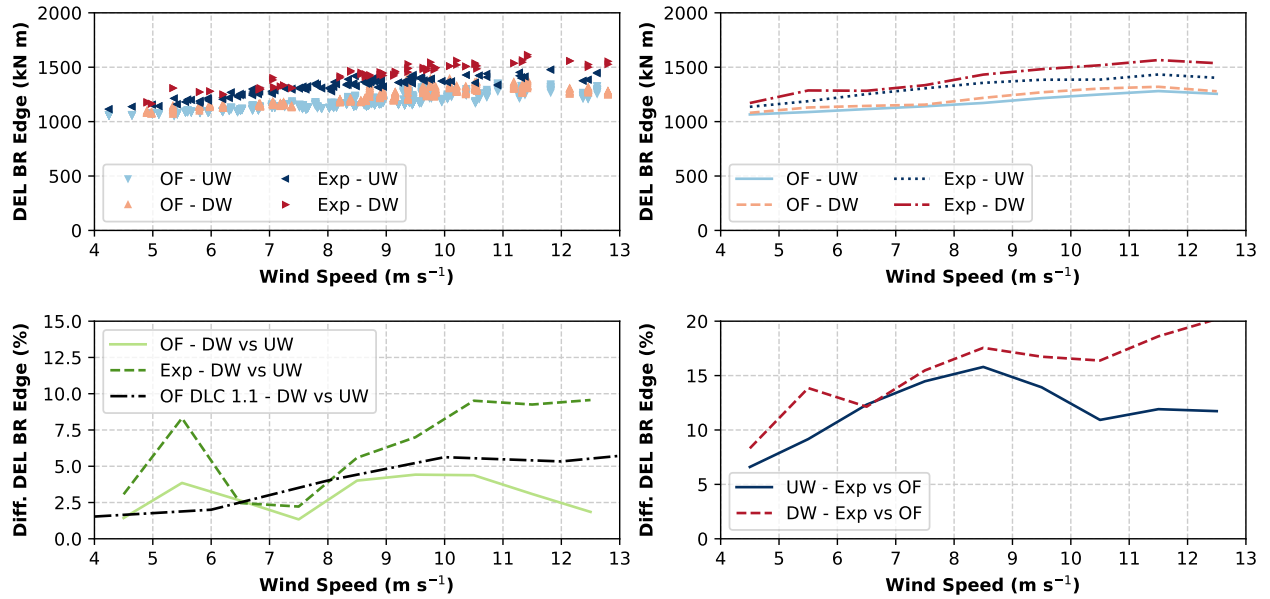 2000
1500
1000
500
0
DEL BR Edge (kN m)
OF - UW
OF - DW
Exp - UW
Exp - DW
4 5 6 7 8 9 10 11 12 13
Wind Speed (m s⁻¹)
2000
1500
1000
500
0
DEL BR Edge (kN m)
OF - UW
OF - DW
Exp - UW
Exp - DW
4 5 6 7 8 9 10 11 12 13
Wind Speed (m s⁻¹)
15.0
12.5
10.0
7.5
5.0
2.5
0.0
Diff. DEL BR Edge (%)
OF - DW vs UW
Exp - DW vs UW
OF DLC 1.1 - DW vs UW
4 5 6 7 8 9 10 11 12 13
Wind Speed (m s⁻¹)
20
15
10
5
0
Diff. DEL BR Edge (%)
UW - Exp vs OF
DW - Exp vs OF
4 5 6 7 8 9 10 11 12 13
Wind Speed (m s⁻¹)